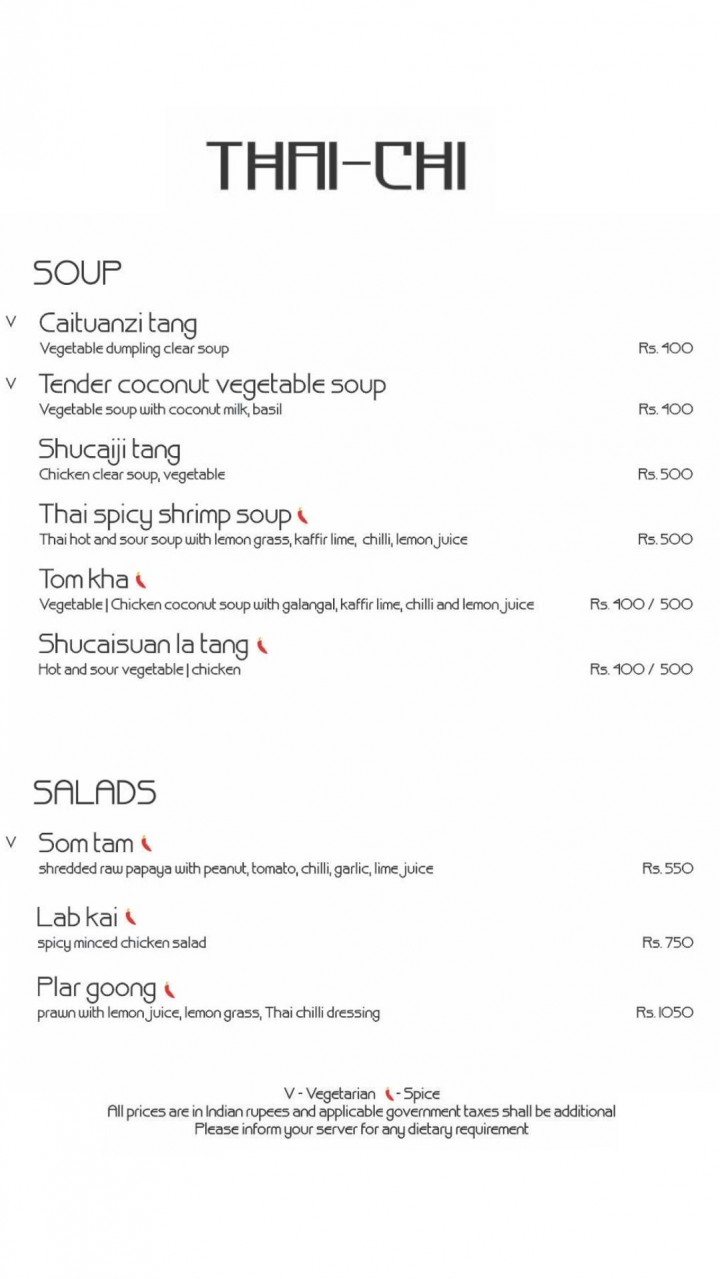 THAI-CHI
SOUP
V Caituanzi tang
Vegetable dumpling clear soup Rs. 400
V Tender coconut vegetable soup
Vegetable soup with coconut milk, basil Rs. 400
Shucaiji tang
Chicken clear soup, vegetable Rs. 500
Thai spicy shrimp soup
Thai hot and sour soup with lemon grass, kaffir lime, chilli, lemon juice Rs. 500
Tom kha
Vegetable | Chicken coconut soup with galangal, kaffir lime, chilli and lemon juice Rs. 400 / 500
Shucaisuan la tang
Hot and sour vegetable | chicken Rs. 400 / 500
SALADS
V Som tam
shredded raw papaya with peanut, tomato, chilli, garlic, lime juice Rs. 550
Lab kai
spicy minced chicken salad Rs. 750
Plar goong
prawn with lemon juice, lemon grass, Thai chilli dressing Rs. 1050
V - Vegetarian - Spice
All prices are in Indian rupees and applicable government taxes shall be additional
Please inform your server for any dietary requirement